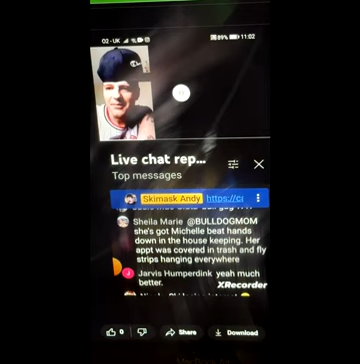 O2-UK
89% 11:02
Live chat rep...
Top messages
Skimask Andy https://cr
Sheila Marie @BULLDOGMOM
she's got Michelle beat hands
down in the house keeping. Her
appt was covered in trash and fly
strips hanging everywhere
Jarvis Humperdink yeah much
better.
XRecorder
0 Share Download